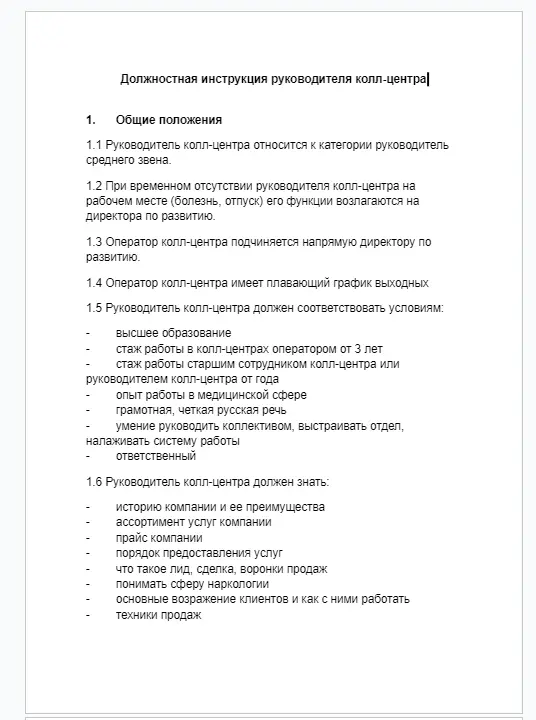 Должностная инструкция руководителя колл-центра
1. Общие положения
1.1 Руководитель колл-центра относится к категории руководитель
среднего звена.
1.2 При временном отсутствии руководителя колл-центра на
рабочем месте (болезнь, отпуск) его функции возлагаются на
директора по развитию.
1.3 Оператор колл-центра подчиняется напрямую директору по
развитию.
1.4 Оператор колл-центра имеет плавающий график выходных
1.5 Руководитель колл-центра должен соответствовать условиям:
- высшее образование
- стаж работы в колл-центрах оператором от 3 лет
- стаж работы старшим сотрудником колл-центра или
руководителем колл-центра от года
- опыт работы в медицинской сфере
- грамотная, четкая русская речь
- умение руководить коллективом, выстраивать отдел,
налаживать систему работы
- ответственный
1.6 Руководитель колл-центра должен знать:
- историю компании и ее преимущества
- ассортимент услуг компании
- прайс компании
- порядок предоставления услуг
- что такое лид, сделка, воронки продаж
- понимать сферу наркологии
- основные возражение клиентов и как с ними работать
- техники продаж